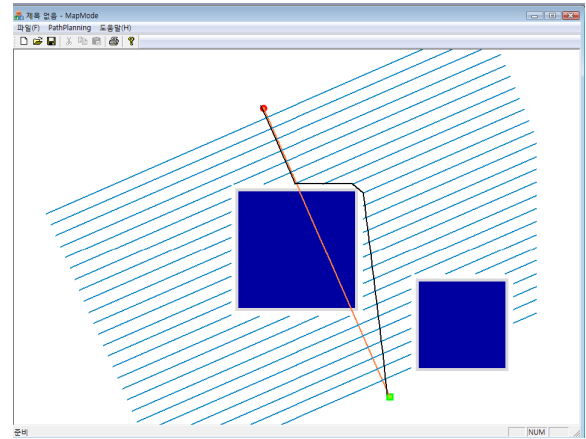 제목 없음 - MapMode
파일(F) PathPlanning 도움말(H)
준비 NUM